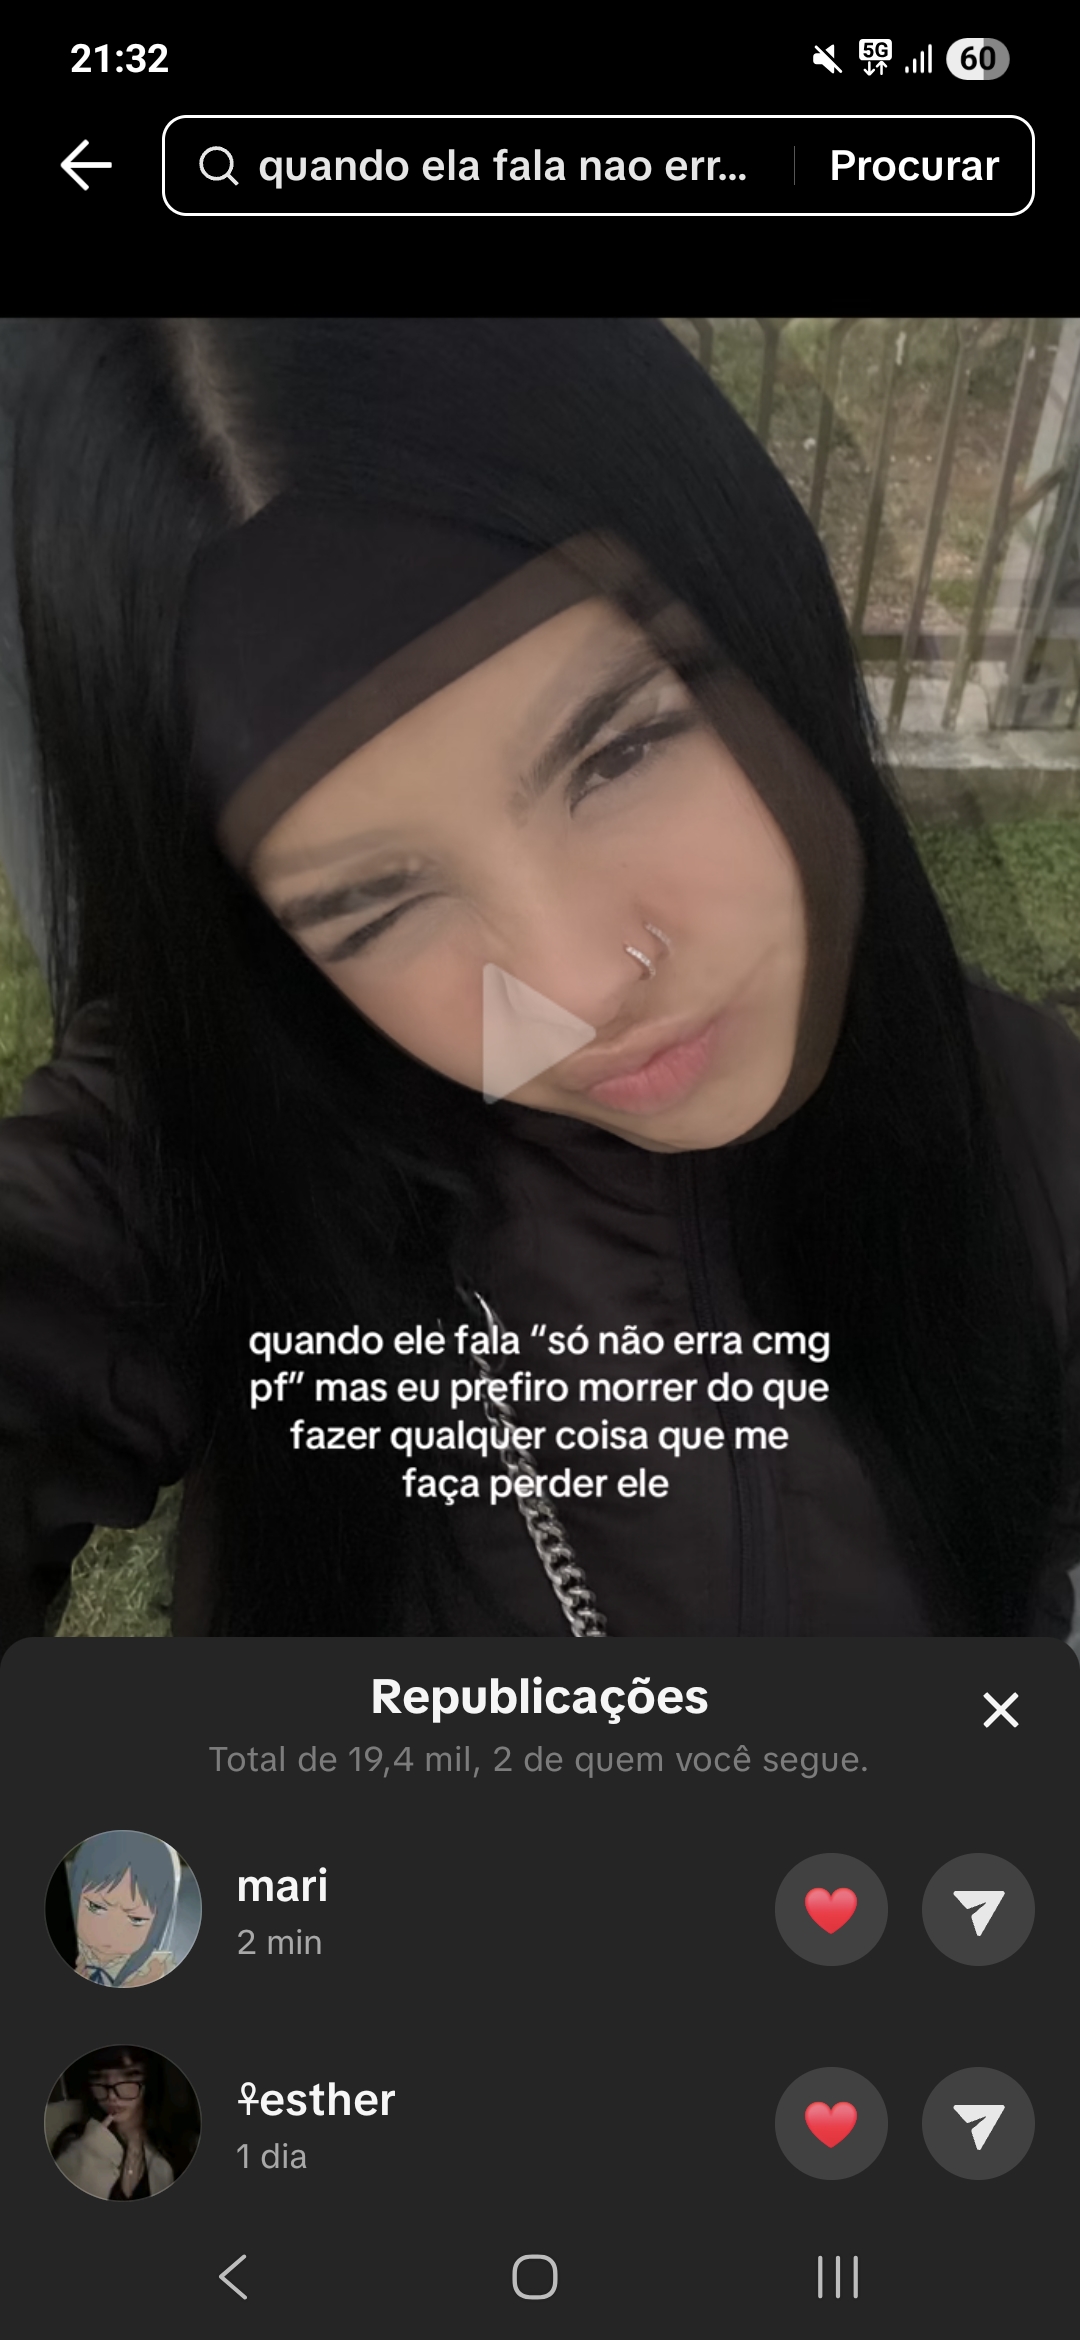 21:32
5G
60
quando ela fala nao err...
Procurar
quando ele fala “só não erra cmg
pf” mas eu prefiro morrer do que
fazer qualquer coisa que me
faça perder ele
Republicações
Total de 19,4 mil, 2 de quem você segue.
mari
2 min
esther
1 dia